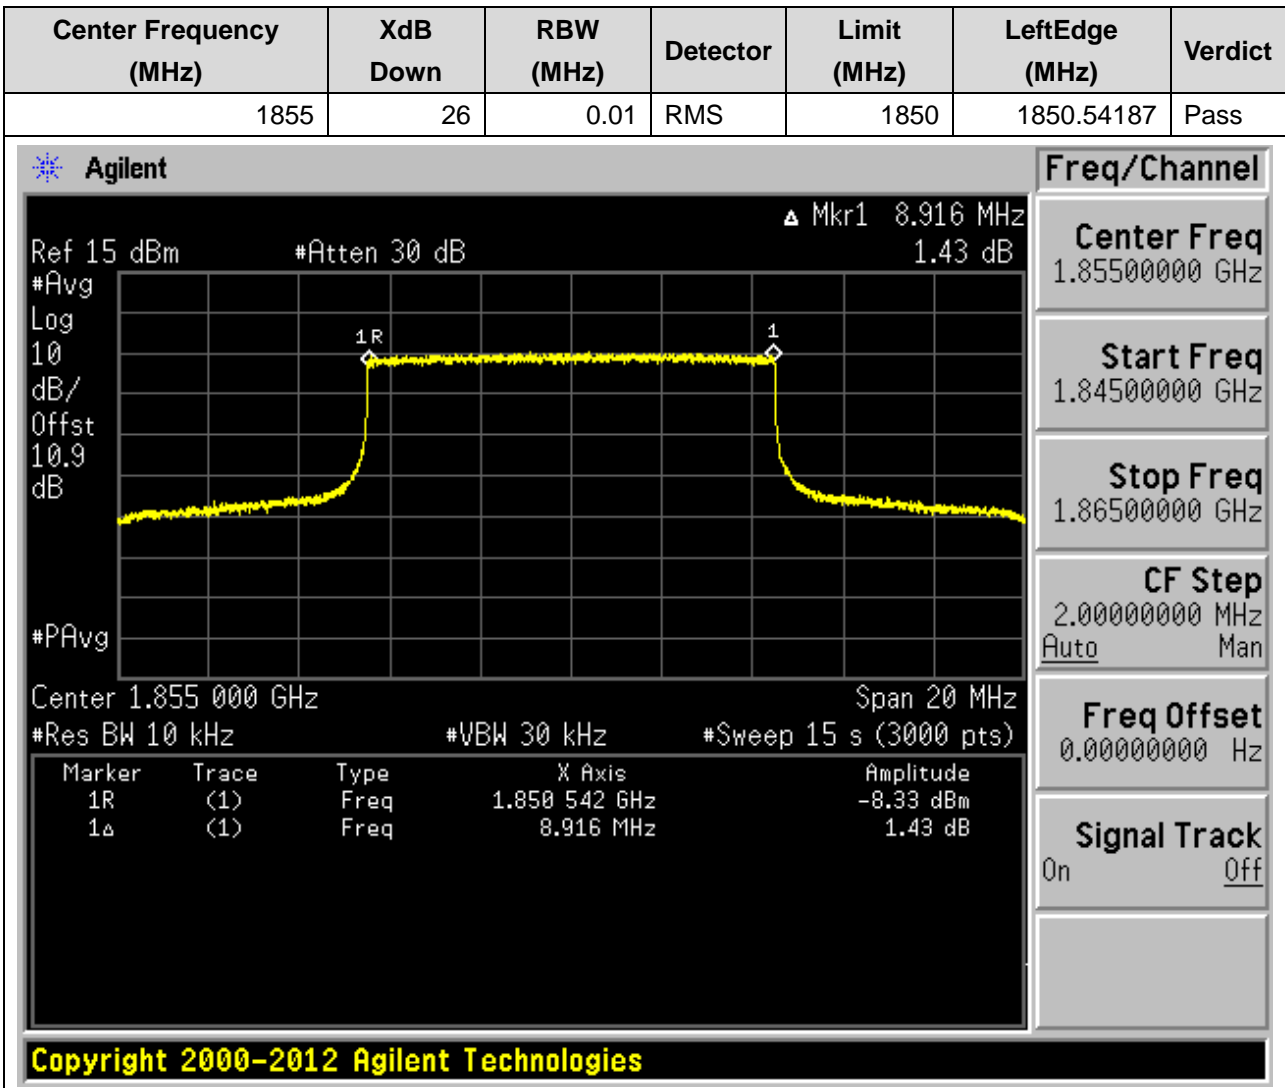 Center Frequency (MHz) XdB Down RBW (MHz) Detector Limit (MHz) LeftEdge (MHz) Verdict
1855 26 0.01 RMS 1850 1850.54187 Pass
Agilent
Freq/Channel
Δ Mkr1 8.916 MHz
Ref 15 dBm #Atten 30 dB 1.43 dB
#Avg
Log
10
dB/
Offst
10.9
dB
1R
1
#PAvg
Center 1.855 000 GHz Span 20 MHz
#Res BW 10 kHz #VBW 30 kHz #Sweep 15 s (3000 pts)
Marker Trace Type X Axis Amplitude
1R (1) Freq 1.850 542 GHz -8.33 dBm
1Δ (1) Freq 8.916 MHz 1.43 dB
Center Freq
1.85500000 GHz
Start Freq
1.84500000 GHz
Stop Freq
1.86500000 GHz
CF Step
2.00000000 MHz
Auto Man
Freq Offset
0.00000000 Hz
Signal Track
On Off
Copyright 2000-2012 Agilent Technologies